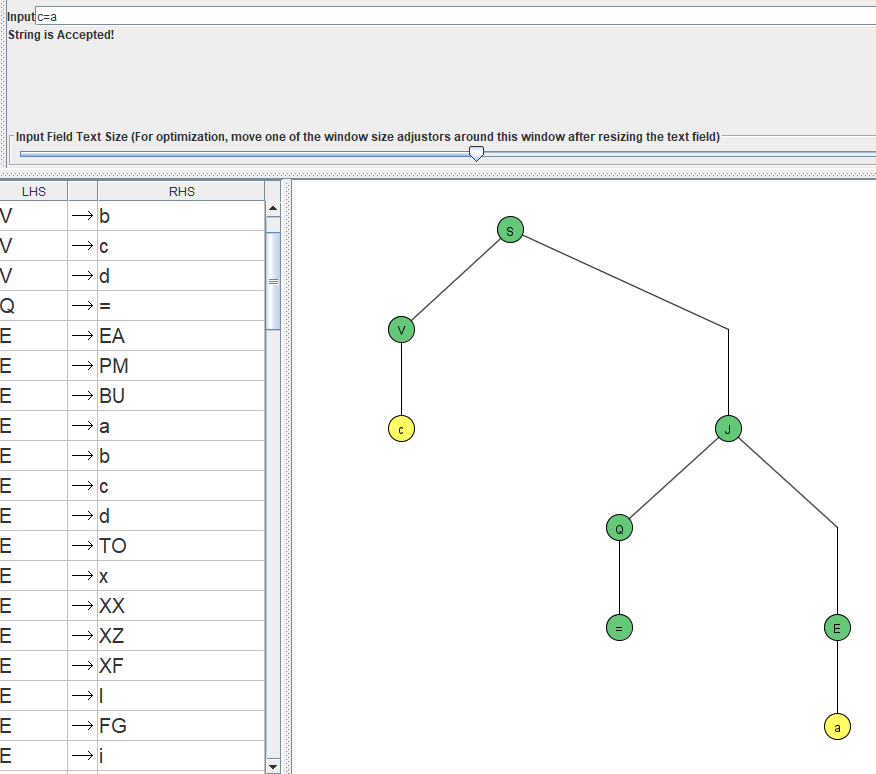 Input c=a
String is Accepted!
Input Field Text Size (For optimization, move one of the window size adjustors around this window after resizing the text field)
LHS RHS
V → b
V → c
V → d
Q → =
E → EA
E → PM
E → BU
E → a
E → b
E → c
E → d
E → TO
E → x
E → XX
E → XZ
E → XF
E → l
E → FG
E → i
S
V
c
J
Q
=
E
a